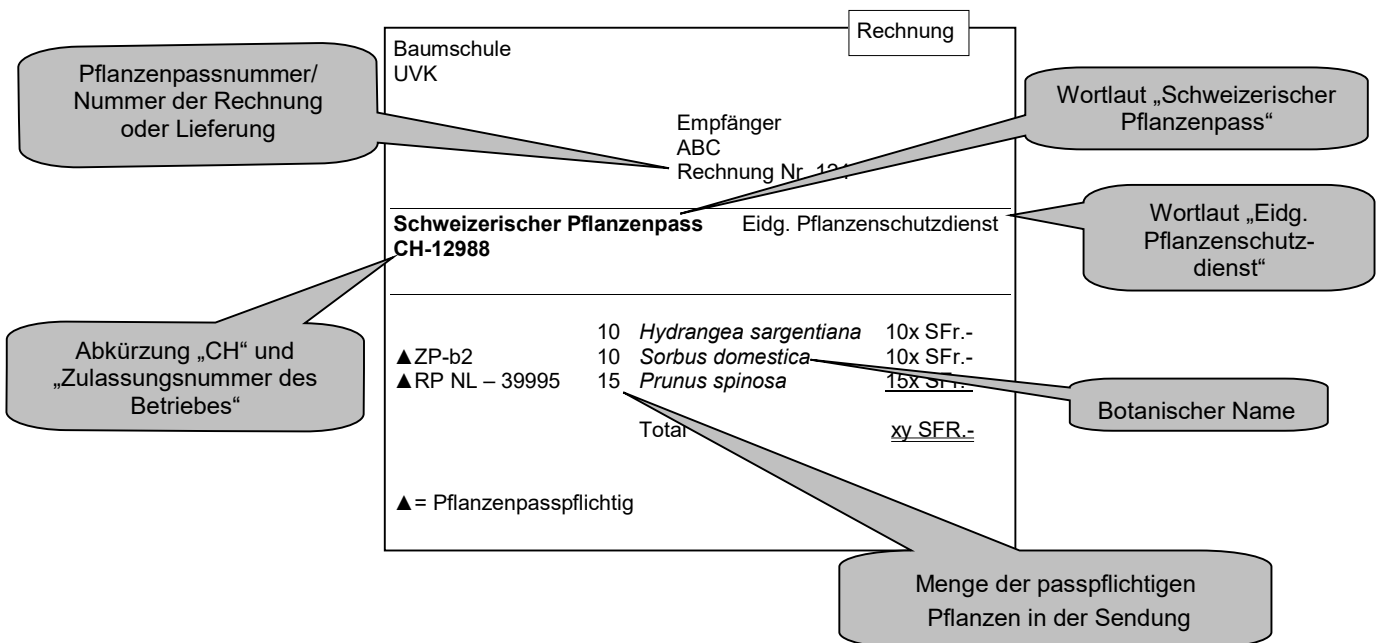 Rechnung
Baumschule
UVK
Pflanzenpassnummer/
Nummer der Rechnung
oder Lieferung
Wortlaut „Schweizerischer
Pflanzenpass“
Empfänger
ABC
Rechnung Nr.
Schweizerischer Pflanzenpass Eidg. Pflanzenschutzdienst
CH-12988
Wortlaut „Eidg.
Pflanzenschutz-
dienst“
Abkürzung „CH“ und
„Zulassungsnummer des
Betriebes“
10 Hydrangea sargentiana 10x SFr.-
▲ZP-b2 10 Sorbus domestica 10x SFr.-
▲RP NL – 39995 15 Prunus spinosa 15x SFr.-
Botanischer Name
Total xy SFR.-
▲= Pflanzenpasspflichtig
Menge der passpflichtigen
Pflanzen in der Sendung